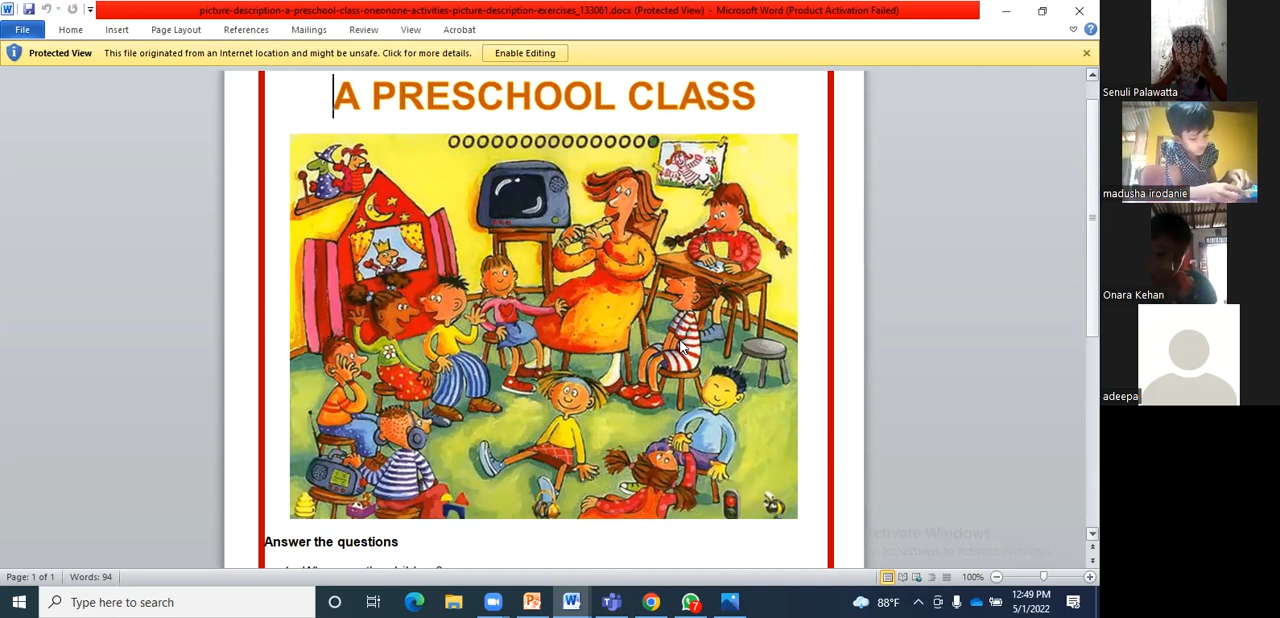 picture-description-a-preschool-class-oneonone-activities-picture-description-exercises_133061.docx (Protected View) - Microsoft Word (Product Activation Failed)
File Home Insert Page Layout References Mailings Review View Acrobat
Protected View This file originated from an Internet location and might be unsafe. Click for more details. Enable Editing
A PRESCHOOL CLASS
Answer the questions
Senuli Palawatta
madusha irodanie
Onara Kehan
adeepa
Activate Windows
Page: 1 of 1 Words: 94 100%
Type here to search
7
88°F
12:49 PM
5/1/2022